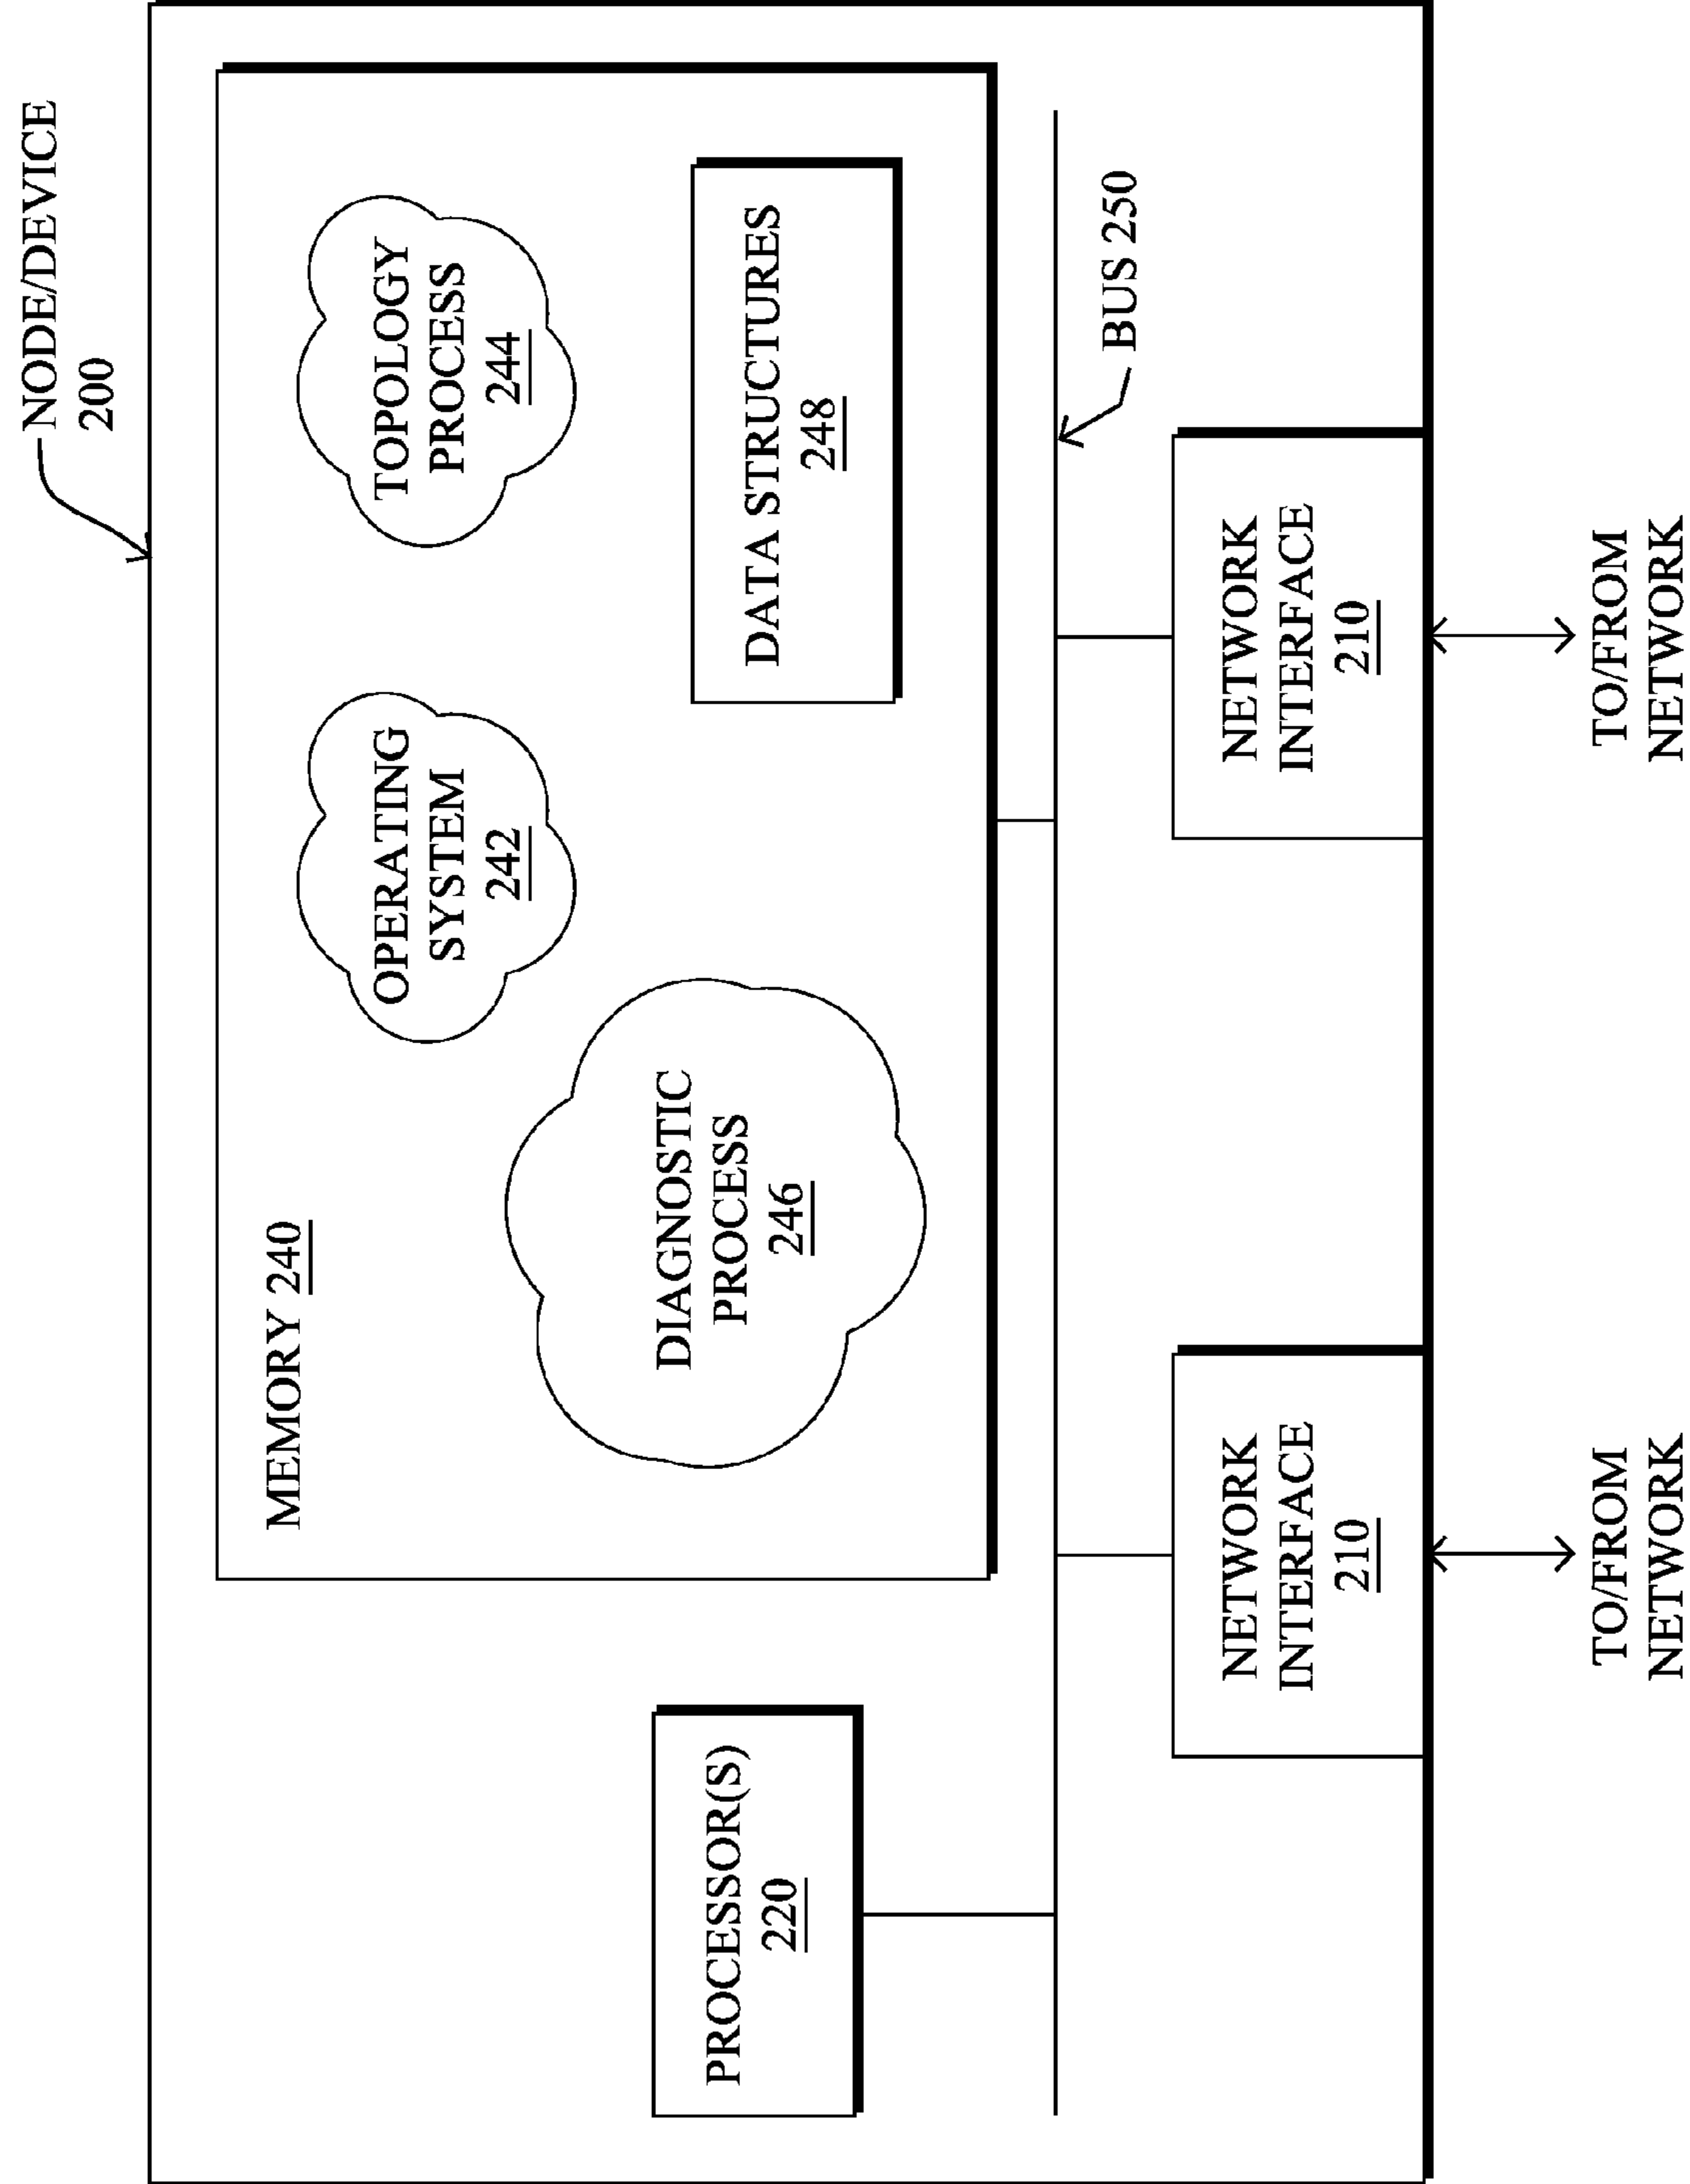 NODE/DEVICE
200
MEMORY 240
OPERATING
SYSTEM
242
TOPOLOGY
PROCESS
244
DIAGNOSTIC
PROCESS
246
DATA STRUCTURES
248
PROCESSOR(S)
220
BUS 250
NETWORK
INTERFACE
210
NETWORK
INTERFACE
210
TO/FROM
NETWORK
TO/FROM
NETWORK